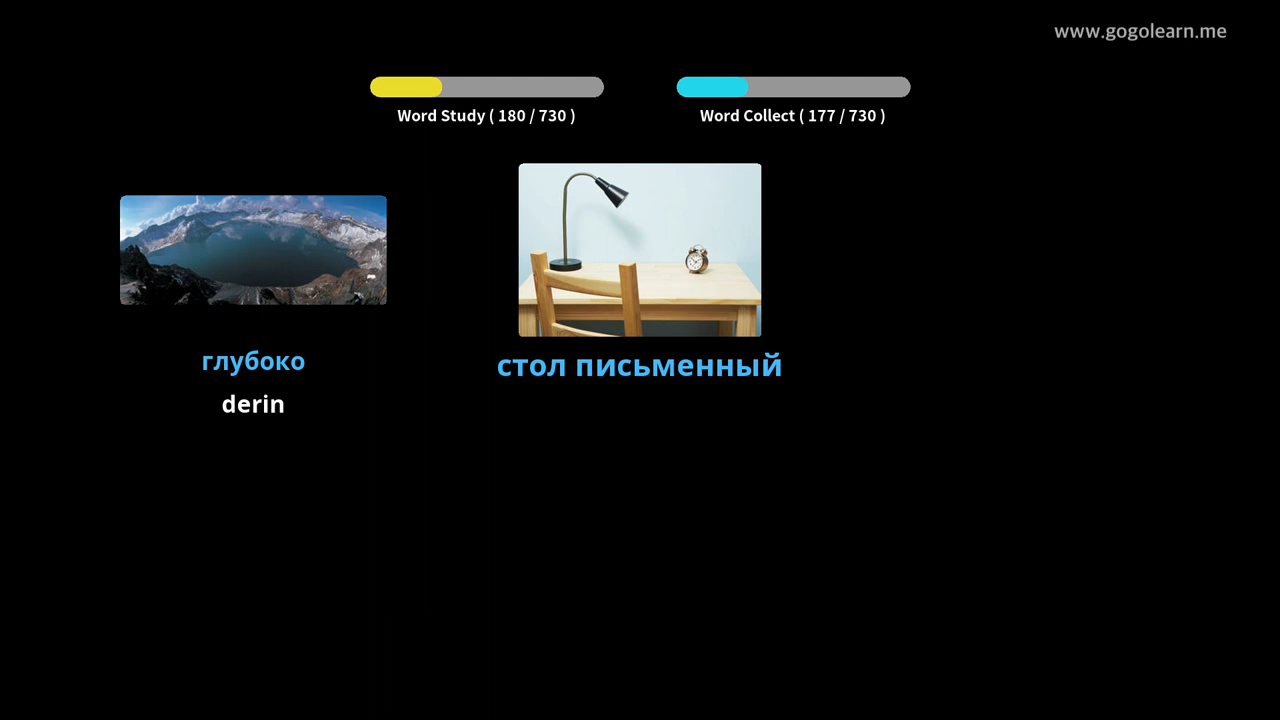 www.gogolearn.me
Word Study ( 180 / 730 )
Word Collect ( 177 / 730 )
глубоко
derin
стол письменный